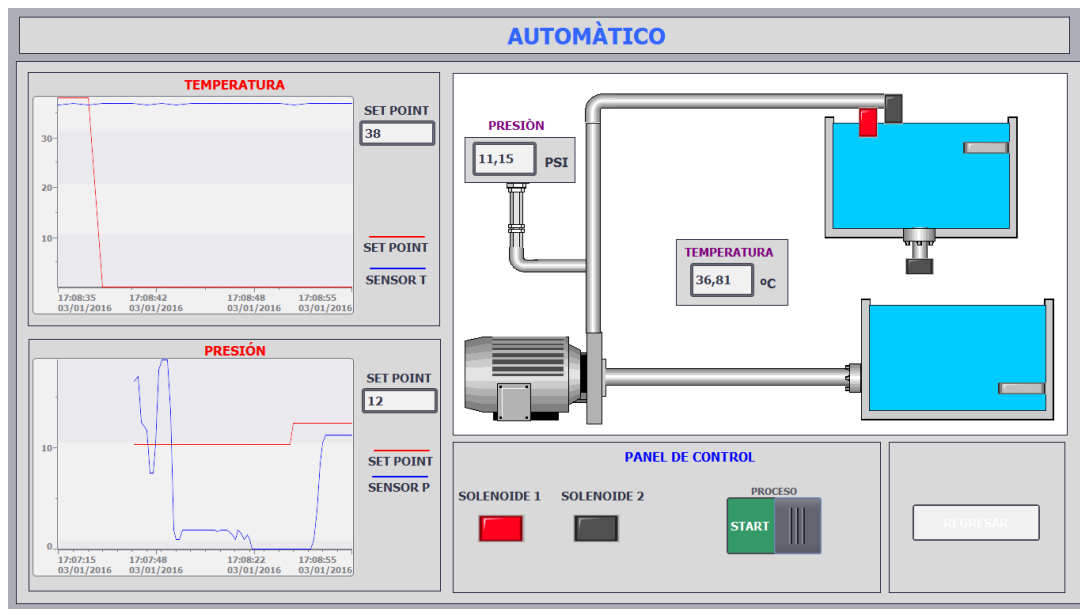 AUTOMÀTICO
TEMPERATURA
SET POINT
38
30
20
10
SET POINT
SENSOR T
17:08:35 17:08:42 17:08:48 17:08:55
03/01/2016 03/01/2016 03/01/2016 03/01/2016
PRESIÓN
SET POINT
12
10
SET POINT
SENSOR P
0
17:07:15 17:07:48 17:08:22 17:08:55
03/01/2016 03/01/2016 03/01/2016 03/01/2016
PRESIÒN
11,15 PSI
TEMPERATURA
36,81 ºC
PANEL DE CONTROL
SOLENOIDE 1 SOLENOIDE 2
PROCESO
START
REGRESAR